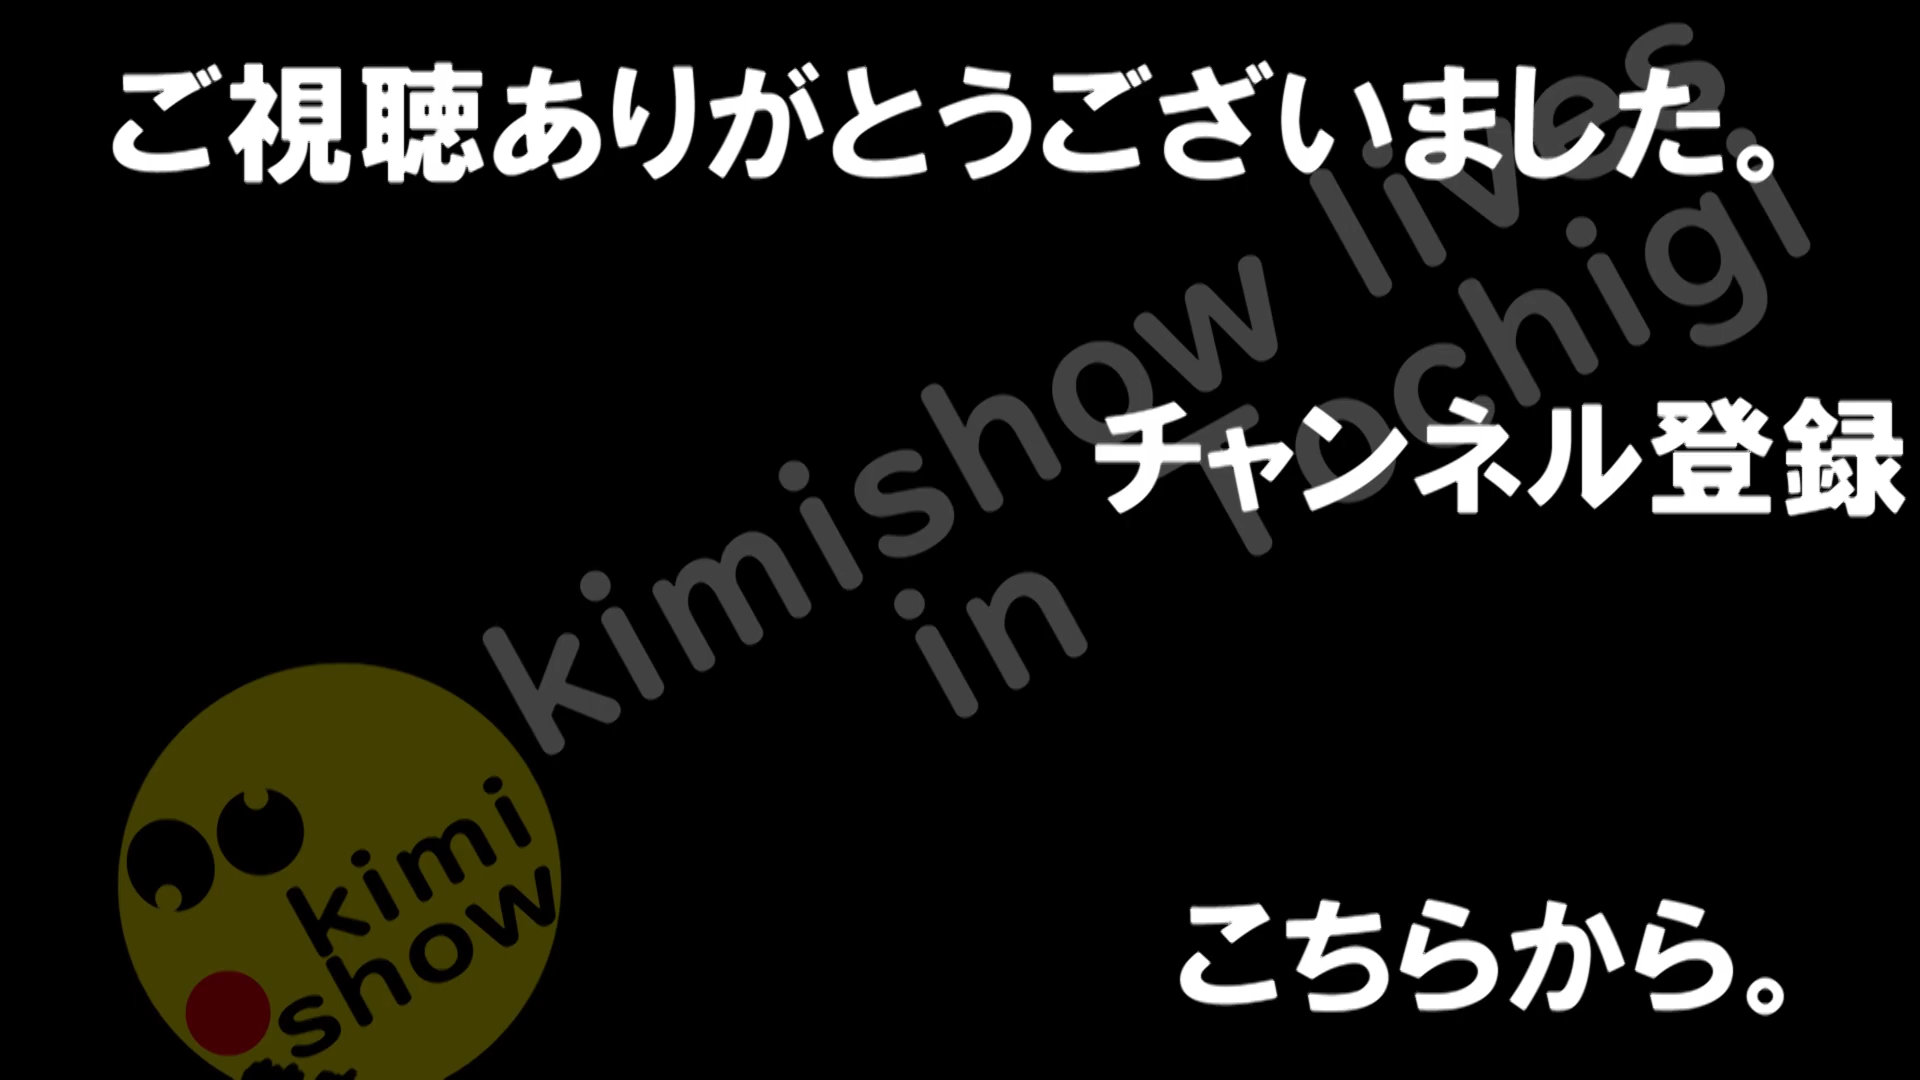 ご視聴ありがとうございました。
kimishow lives
in Tochigi
チャンネル登録
kimi
show
こちらから。